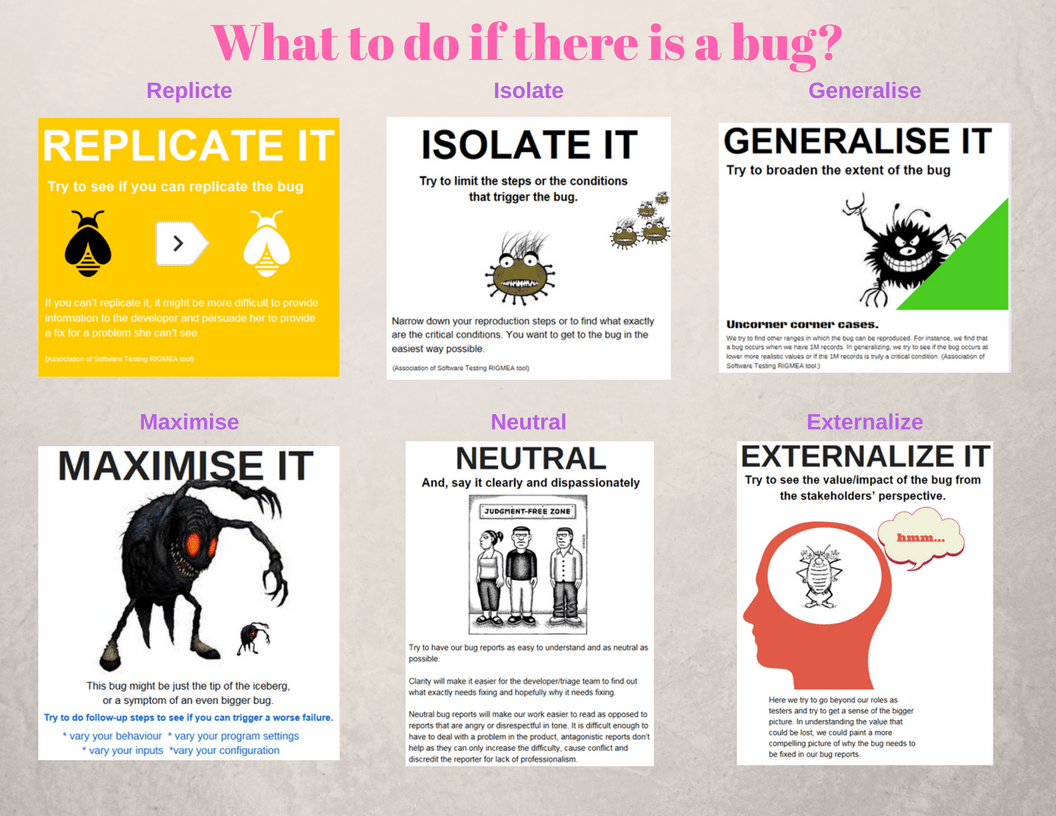 What to do if there is a bug?
Replicte
REPLICATE IT
Try to see if you can replicate the bug
If you can't replicate it, it might be more difficult to provide
information to the developer and persuade her to provide
a fix for a problem she can't see.
(Association of Software Testing RIGMEA tool)
Isolate
ISOLATE IT
Try to limit the steps or the conditions
that trigger the bug.
Narrow down your reproduction steps or to find what exactly
are the critical conditions. You want to get to the bug in the
easiest way possible.
(Association of Software Testing RIGMEA tool)
Generalise
GENERALISE IT
Try to broaden the extent of the bug
Uncorner corner cases.
We try to find other ranges in which the bug can be reproduced. For instance, we find that
a bug occurs when we have 1M records. In generalizing, we try to see if the bug occurs at
lower more realistic values or if the 1M records is truly a critical condition. (Association of
Software Testing RIGMEA tool.)
Maximise
MAXIMISE IT
This bug might be just the tip of the iceberg,
or a symptom of an even bigger bug.
Try to do follow-up steps to see if you can trigger a worse failure.
* vary your behaviour * vary your program settings
* vary your inputs *vary your configuration
Neutral
NEUTRAL
And, say it clearly and dispassionately
JUDGMENT-FREE ZONE
Try to have our bug reports as easy to understand and as neutral as
possible.
Clarity will make it easier for the developer/triage team to find out
what exactly needs fixing and hopefully why it needs fixing.
Neutral bug reports will make our work easier to read as opposed to
reports that are angry or disrespectful in tone. It is difficult enough to
have to deal with a problem in the product, antagonistic reports don't
help as they can only increase the difficulty, cause conflict and
discredit the reporter for lack of professionalism.
Externalize
EXTERNALIZE IT
Try to see the value/impact of the bug from
the stakeholders' perspective.
hmm...
Here we try to go beyond our roles as
testers and try to get a sense of the bigger
picture. In understanding the value that
could be lost, we could paint a more
compelling picture of why the bug needs to
be fixed in our bug reports.